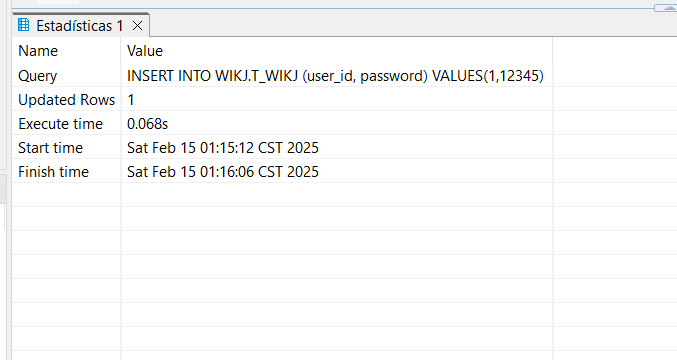 Estadísticas 1
Name Value
Query INSERT INTO WIKJ.T_WIKJ (user_id, password) VALUES(1,12345)
Updated Rows 1
Execute time 0.068s
Start time Sat Feb 15 01:15:12 CST 2025
Finish time Sat Feb 15 01:16:06 CST 2025